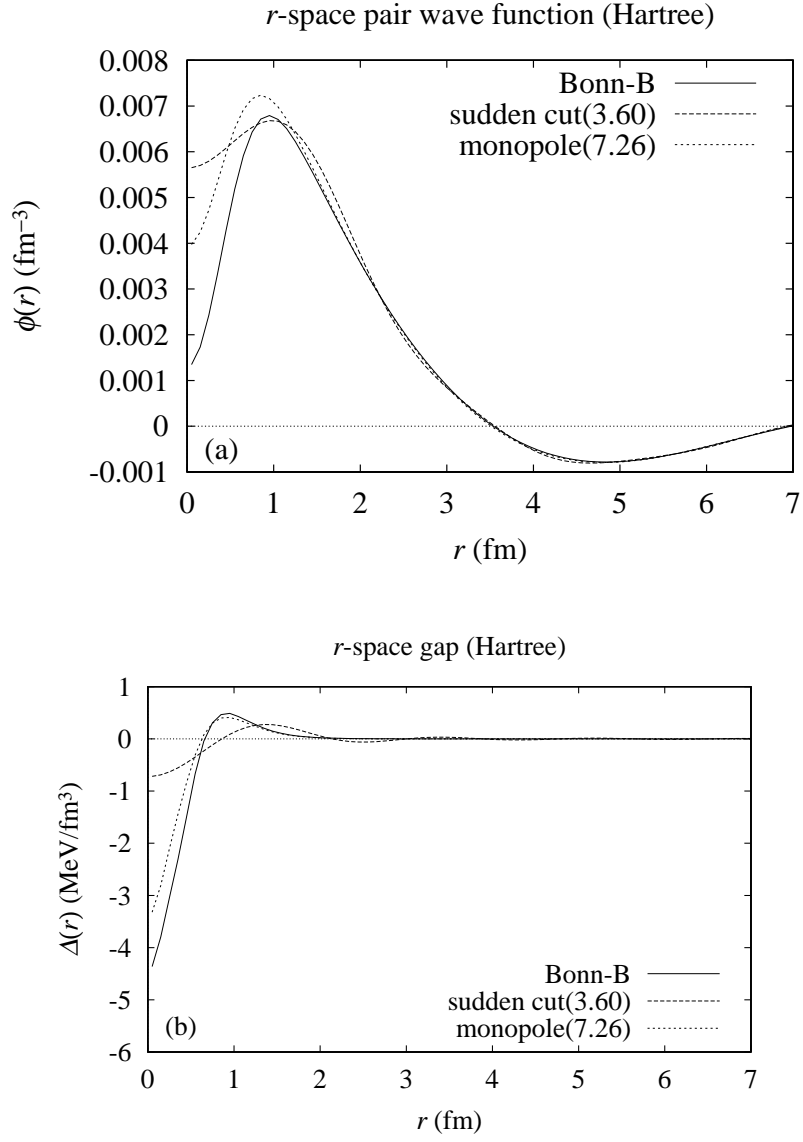 r-space pair wave function (Hartree)
0.008
0.007
0.006
0.005
0.004
0.003
0.002
0.001
0
-0.001
ϕ(r) (fm⁻³)
Bonn-B
sudden cut(3.60)
monopole(7.26)
(a)
0 1 2 3 4 5 6 7
r (fm)
r-space gap (Hartree)
1
0
-1
-2
-3
-4
-5
-6
Δ(r) (MeV/fm³)
Bonn-B
sudden cut(3.60)
monopole(7.26)
(b)
0 1 2 3 4 5 6 7
r (fm)